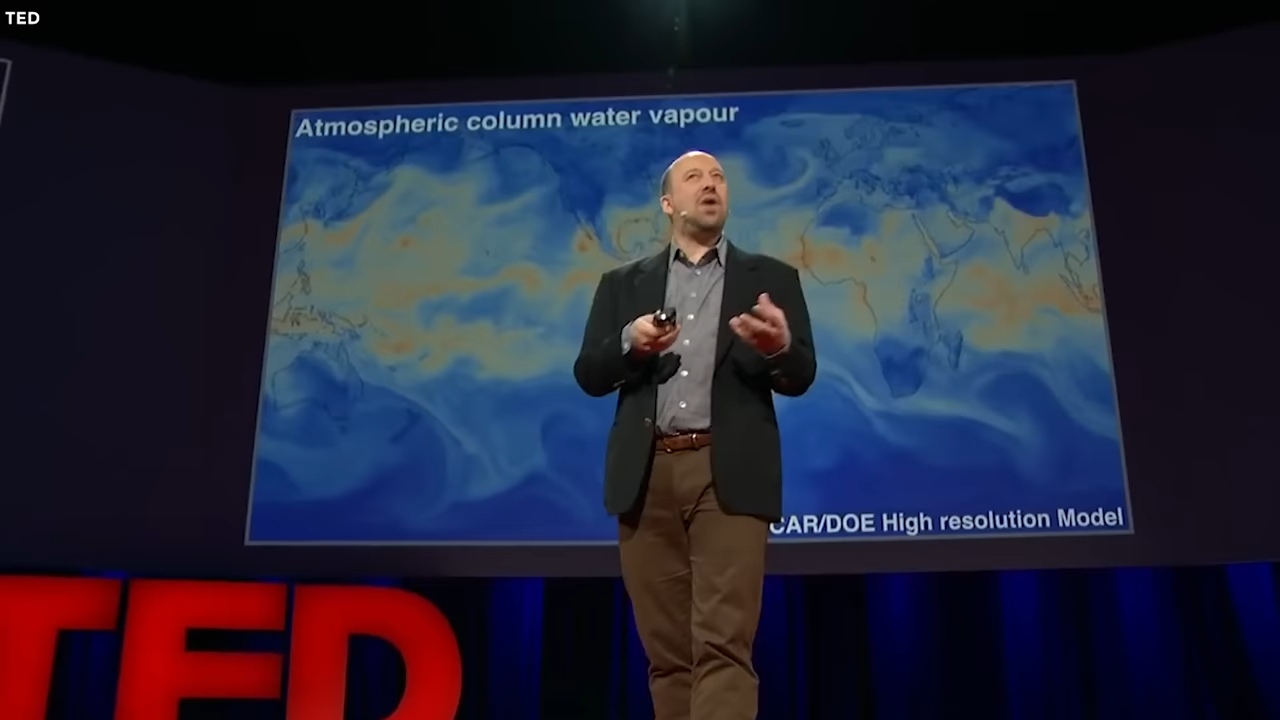 TED
Atmospheric column water vapour
CAR/DOE High resolution Model
TED